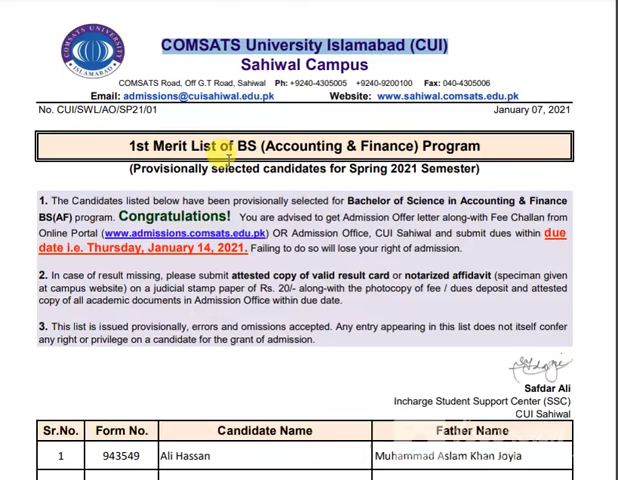 COMSATS University Islamabad (CUI)
Sahiwal Campus
COMSATS Road, Off G.T Road, Sahiwal Ph: +9240-4305005 +9240-9200100 Fax: 040-4305006
Email: admissions@cuisahiwal.edu.pk Website: www.sahiwal.comsats.edu.pk
No. CUI/SWL/AO/SP21/01 January 07, 2021
1st Merit List of BS (Accounting & Finance) Program
(Provisionally selected candidates for Spring 2021 Semester)
1. The Candidates listed below have been provisionally selected for Bachelor of Science in Accounting & Finance
BS(AF) program. Congratulations! You are advised to get Admission Offer letter along-with Fee Challan from
Online Portal (www.admissions.comsats.edu.pk) OR Admission Office, CUI Sahiwal and submit dues within due
date i.e. Thursday, January 14, 2021. Failing to do so will lose your right of admission.
2. In case of result missing, please submit attested copy of valid result card or notarized affidavit (speciman given
at campus website) on a judicial stamp paper of Rs. 20/- along-with the photocopy of fee / dues deposit and attested
copy of all academic documents in Admission Office within due date.
3. This list is issued provisionally, errors and omissions accepted. Any entry appearing in this list does not itself confer
any right or privilege on a candidate for the grant of admission.
Safdar Ali
Incharge Student Support Center (SSC)
CUI Sahiwal
Sr.No. Form No. Candidate Name Father Name
1 943549 Ali Hassan Muhammad Aslam Khan Joyia